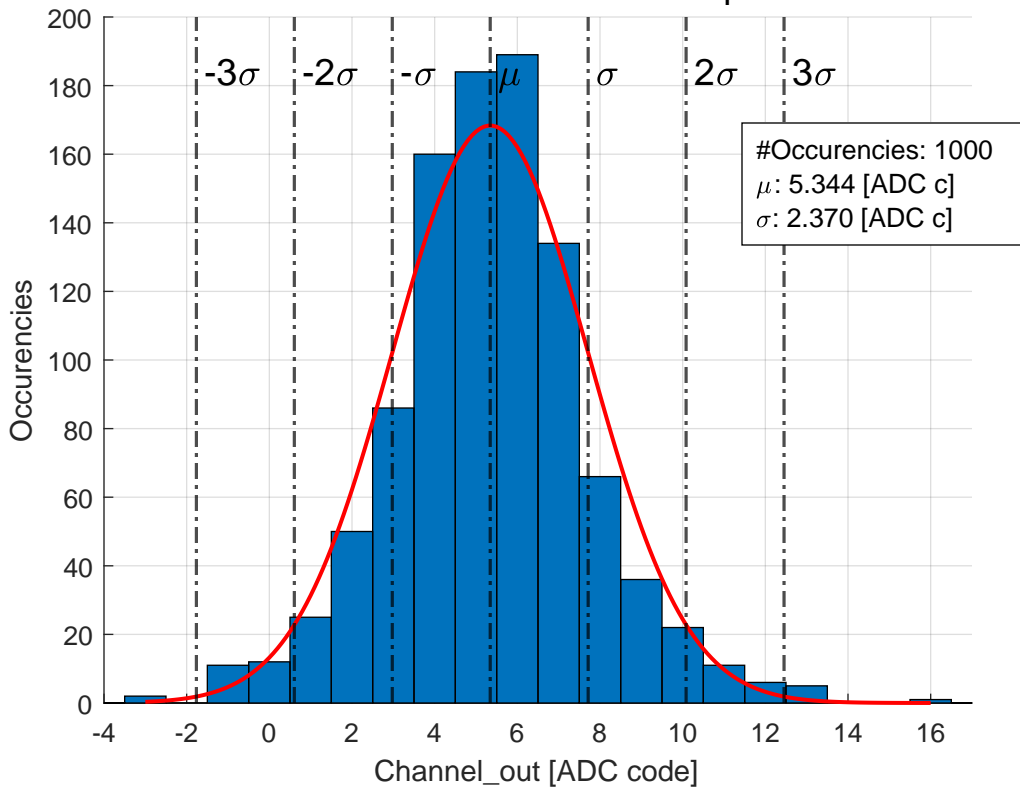 200
180
160
140
120
100
80
60
40
20
0
-3σ -2σ -σ μ σ 2σ 3σ
#Occurencies: 1000
μ: 5.344 [ADC c]
σ: 2.370 [ADC c]
Occurencies
-4 -2 0 2 4 6 8 10 12 14 16
Channel_out [ADC code]